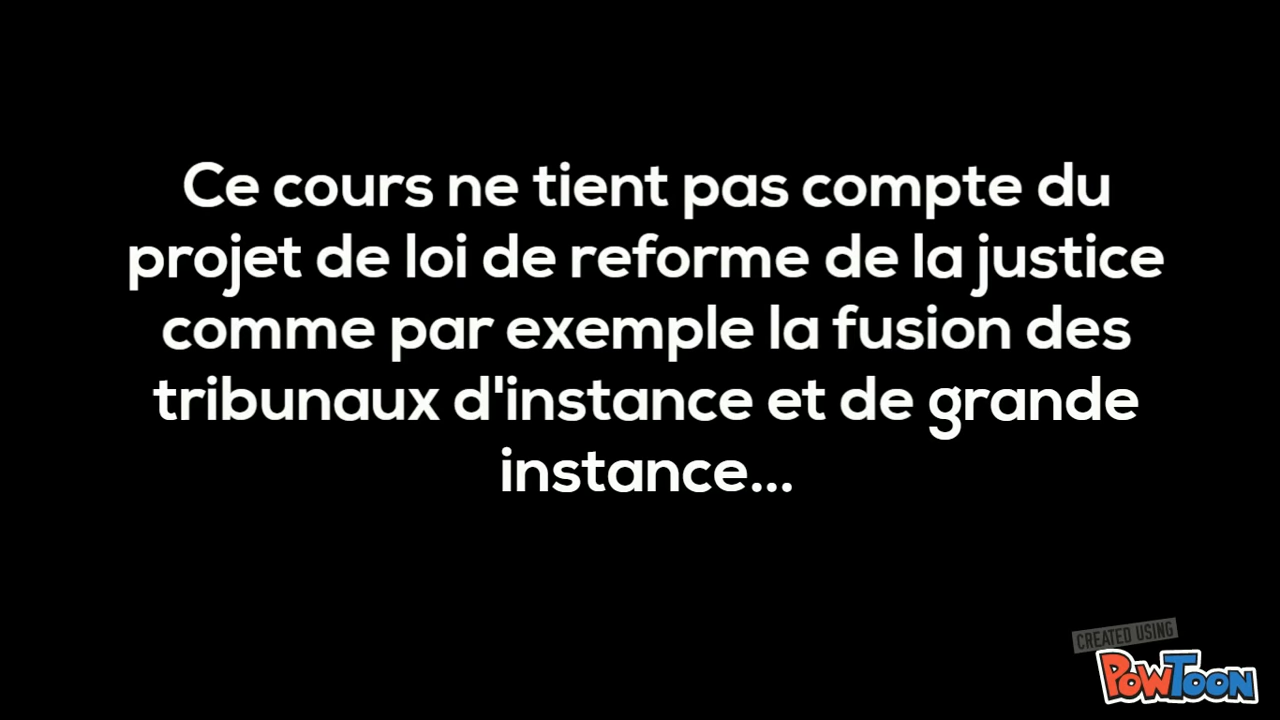 Ce cours ne tient pas compte du
projet de loi de reforme de la justice
comme par exemple la fusion des
tribunaux d'instance et de grande
instance...
CREATED USING
POWTOON